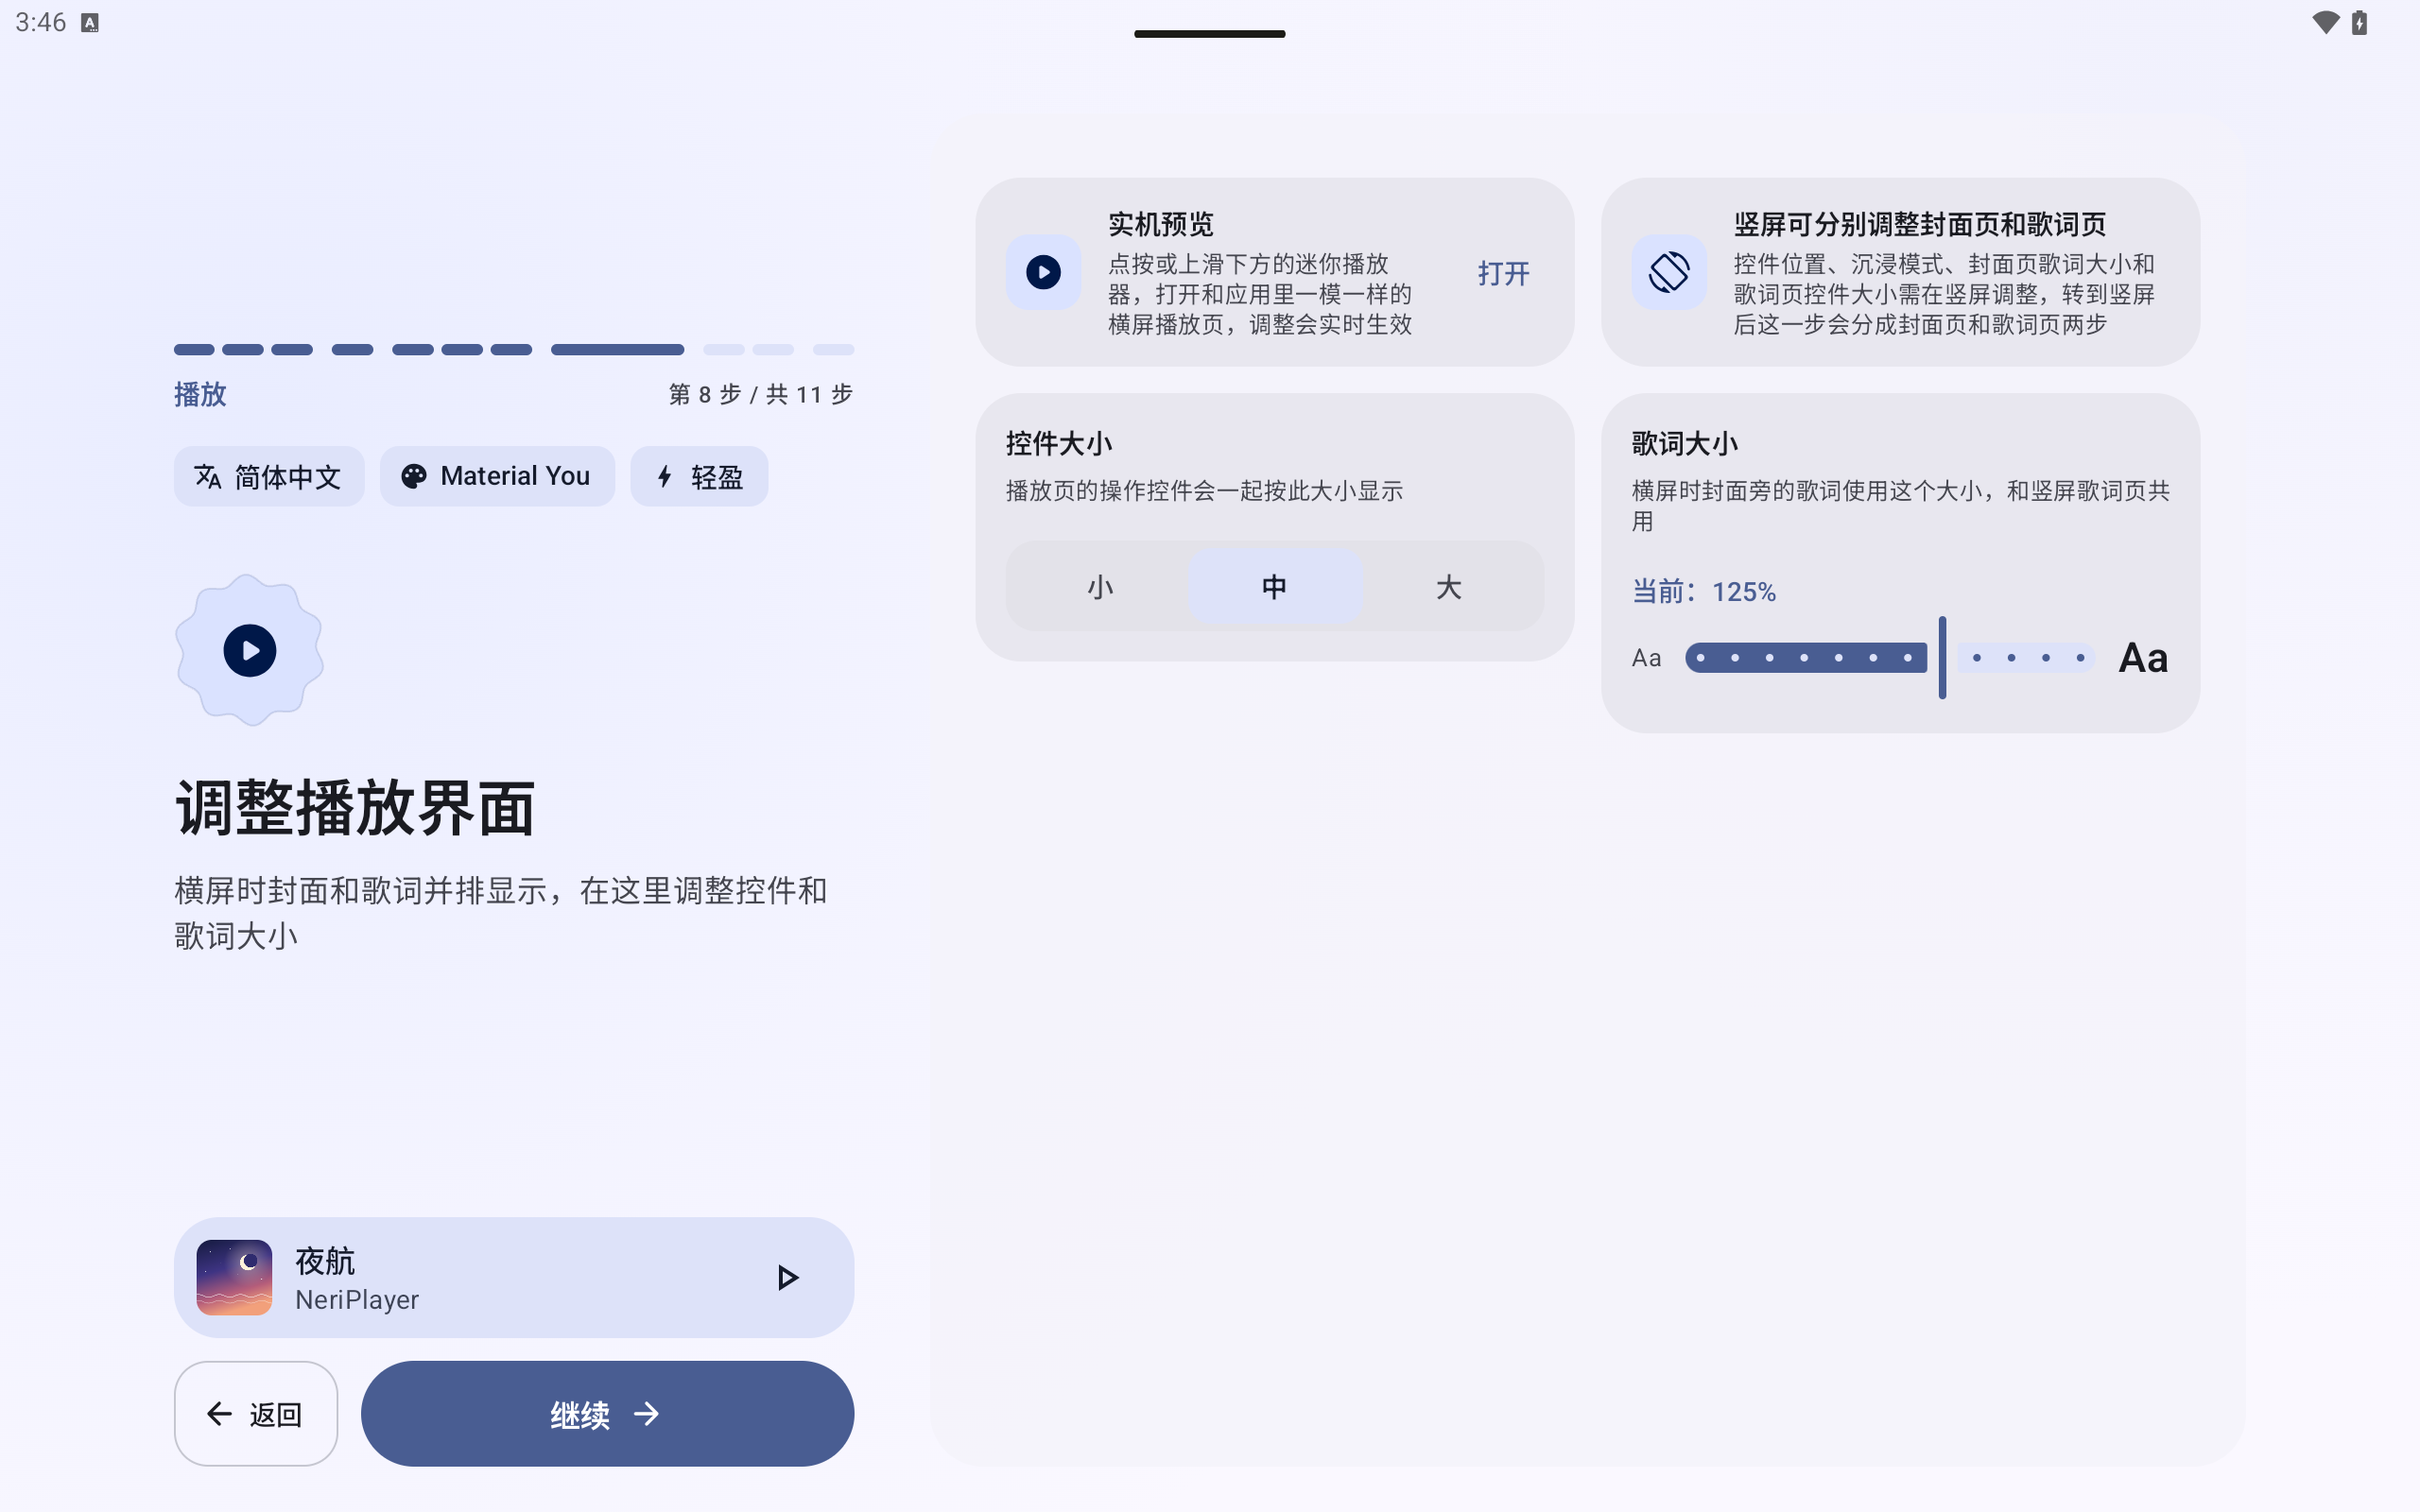 3:46
播放
第 8 步 / 共 11 步
简体中文
Material You
轻盈
调整播放界面
横屏时封面和歌词并排显示，在这里调整控件和
歌词大小
夜航
NeriPlayer
返回
继续
实机预览
点按或上滑下方的迷你播放
器，打开和应用里一模一样的
横屏播放页，调整会实时生效
打开
竖屏可分别调整封面页和歌词页
控件位置、沉浸模式、封面页歌词大小和
歌词页控件大小需在竖屏调整，转到竖屏
后这一步会分成封面页和歌词页两步
控件大小
播放页的操作控件会一起按此大小显示
小
中
大
歌词大小
横屏时封面旁的歌词使用这个大小，和竖屏歌词页共
用
当前：125%
Aa
Aa